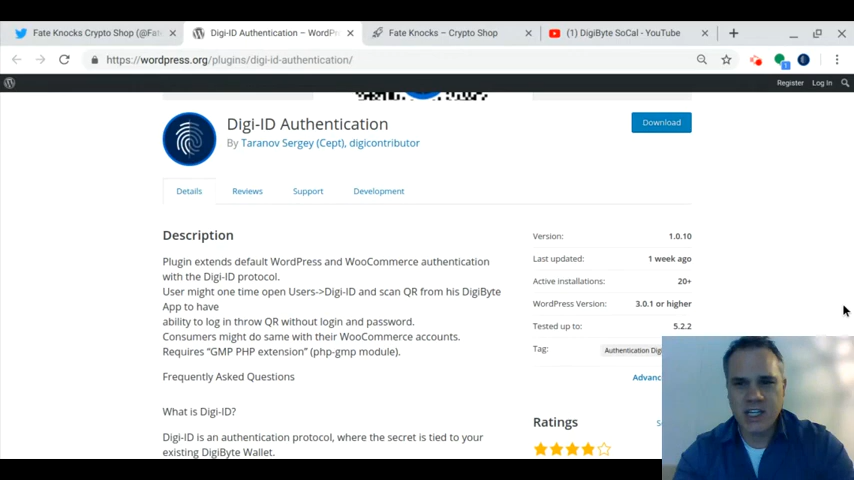 Fate Knocks Crypto Shop (@Fat
Digi-ID Authentication – WordPr
Fate Knocks – Crypto Shop
(1) DigiByte SoCal - YouTube
https://wordpress.org/plugins/digi-id-authentication/
Register
Log In
Digi-ID Authentication
By Taranov Sergey (Cept), digicontributor
Download
Details
Reviews
Support
Development
Description
Plugin extends default WordPress and WooCommerce authentication
with the Digi-ID protocol.
User might one time open Users->Digi-ID and scan QR from his DigiByte
App to have
ability to log in throw QR without login and password.
Consumers might do same with their WooCommerce accounts.
Requires “GMP PHP extension” (php-gmp module).
Frequently Asked Questions
What is Digi-ID?
Digi-ID is an authentication protocol, where the secret is tied to your
existing DigiByte Wallet.
Version: 1.0.10
Last updated: 1 week ago
Active installations: 20+
WordPress Version: 3.0.1 or higher
Tested up to: 5.2.2
Tag: Authentication Digi
Advanc
Ratings
S